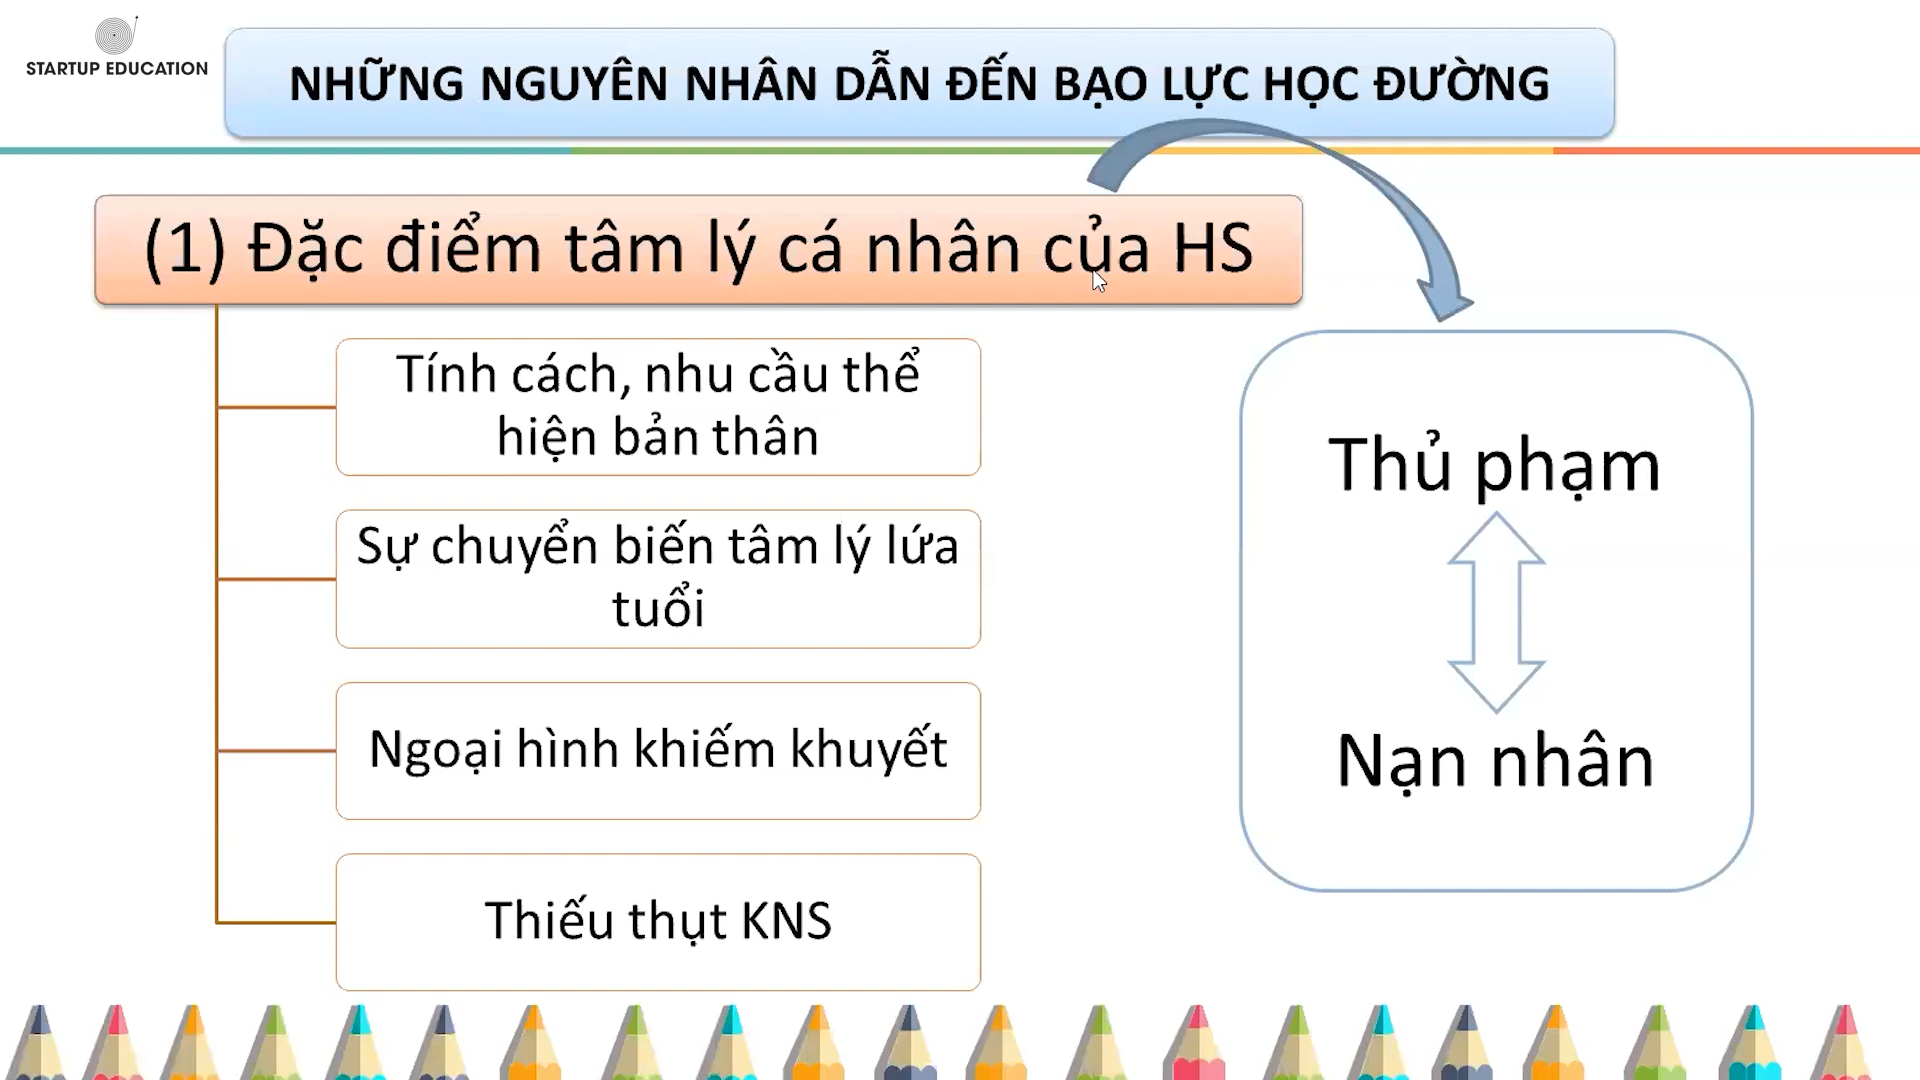 STARTUP EDUCATION
NHỮNG NGUYÊN NHÂN DẪN ĐẾN BẠO LỰC HỌC ĐƯỜNG
(1) Đặc điểm tâm lý cá nhân của HS
Tính cách, nhu cầu thể
hiện bản thân
Sự chuyển biến tâm lý lứa
tuổi
Ngoại hình khiếm khuyết
Thiếu thụt KNS
Thủ phạm
Nạn nhân